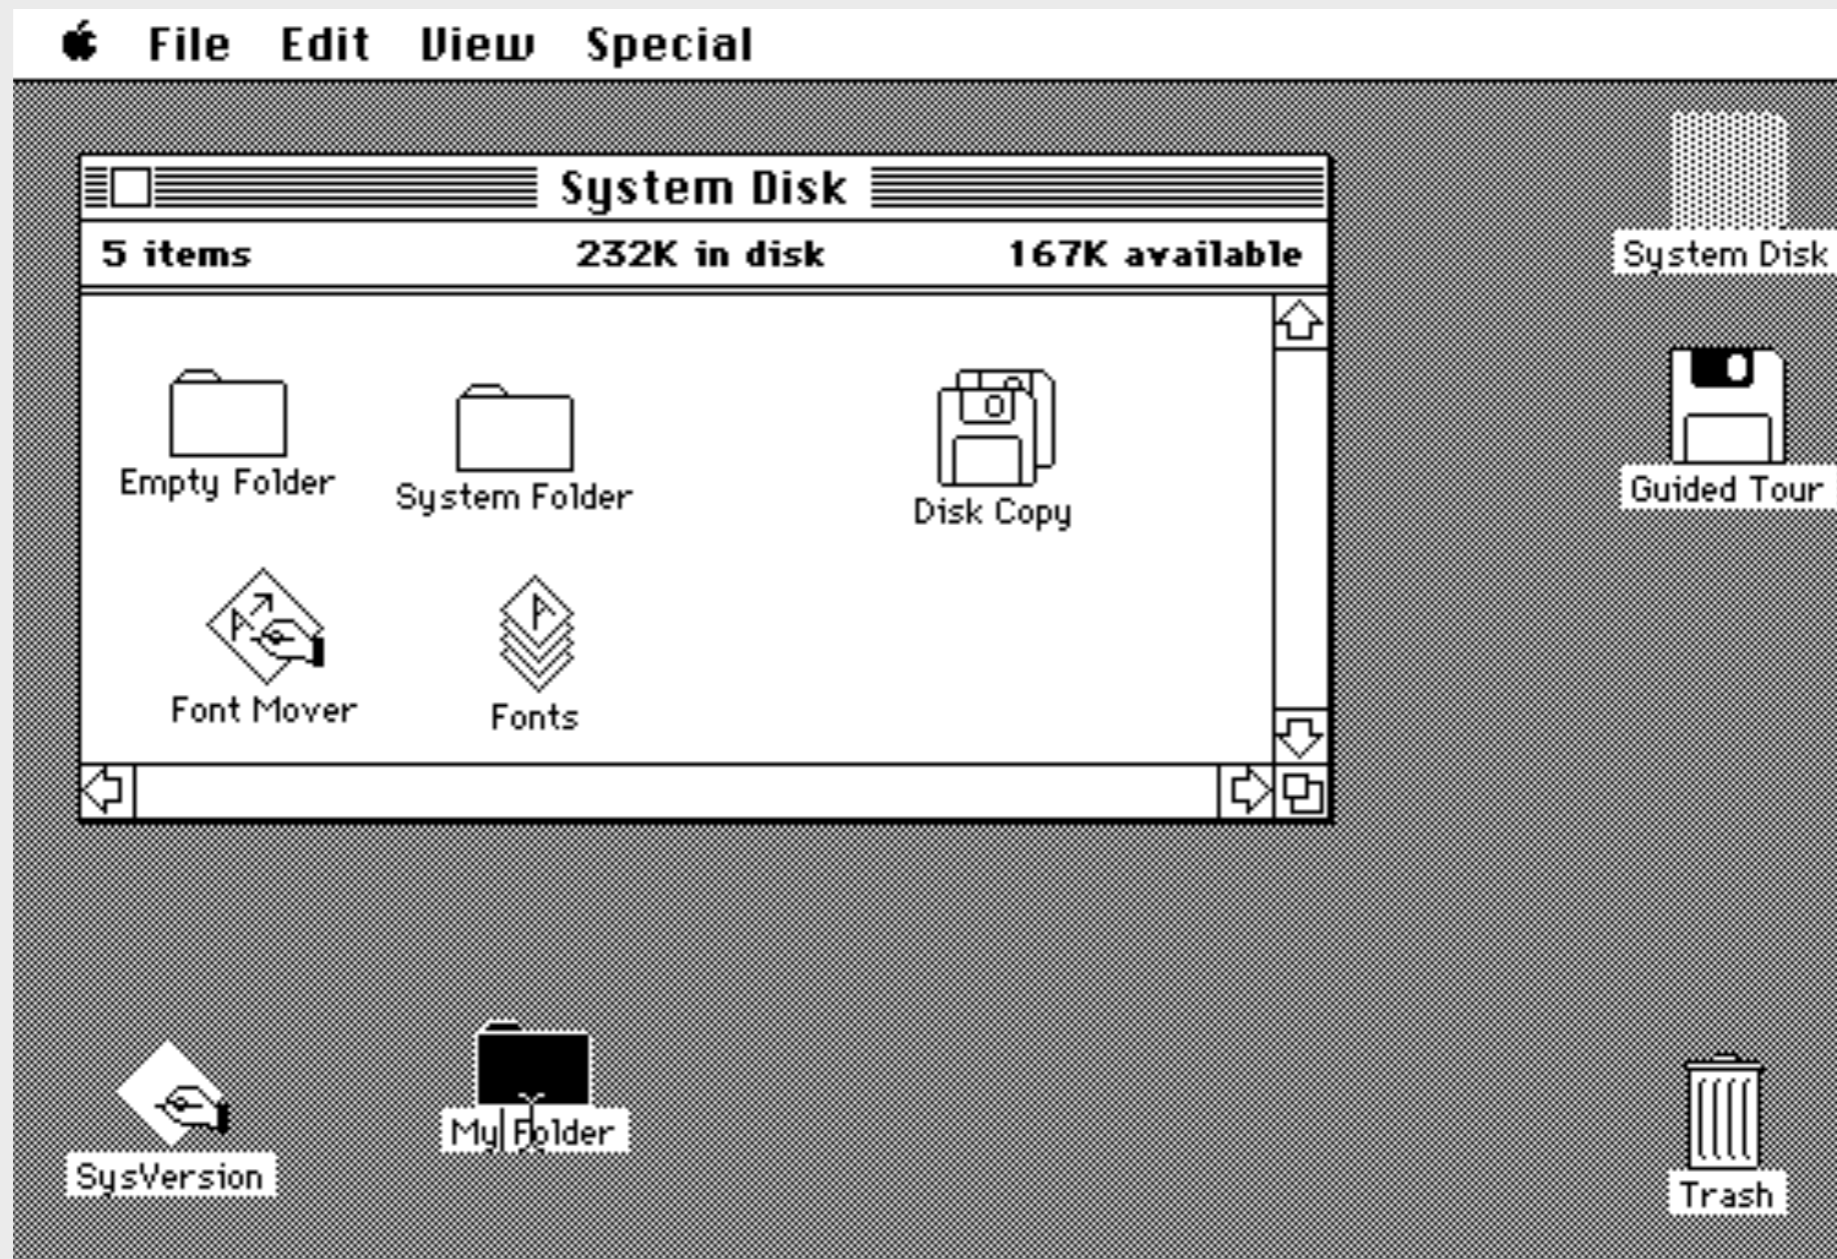 File Edit View Special
System Disk
5 items 232K in disk 167K available
System Disk
Empty Folder
System Folder
Disk Copy
Guided Tour
Font Mover
Fonts
My Folder
SysVersion
Trash